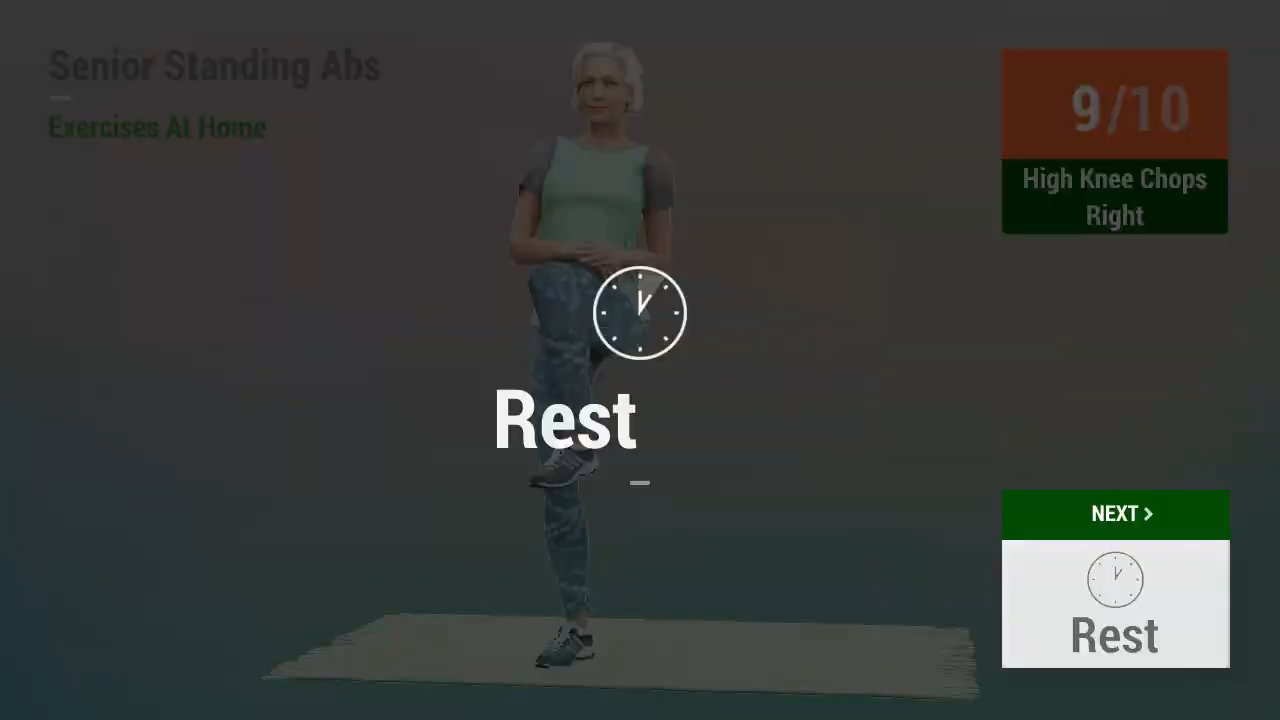 Senior Standing Abs
Exercises At Home
9/10
High Knee Chops
Right
Rest
NEXT >
Rest